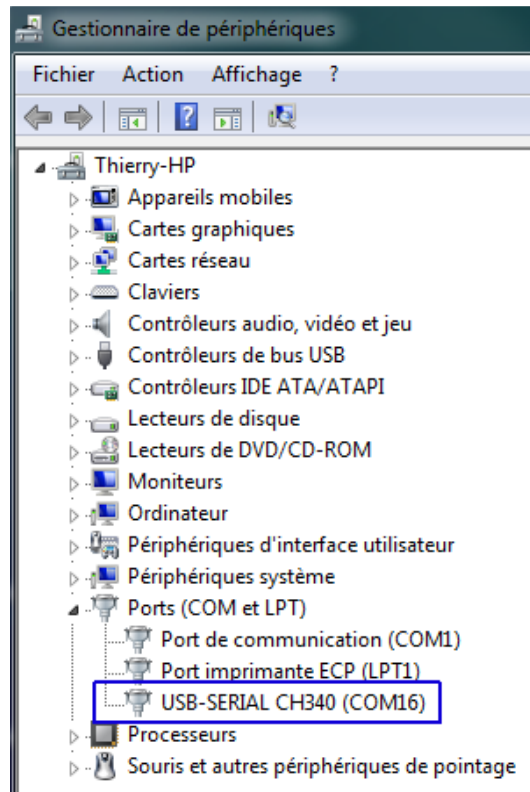 Gestionnaire de périphériques
Fichier Action Affichage ?
Thierry-HP
Appareils mobiles
Cartes graphiques
Cartes réseau
Claviers
Contrôleurs audio, vidéo et jeu
Contrôleurs de bus USB
Contrôleurs IDE ATA/ATAPI
Lecteurs de disque
Lecteurs de DVD/CD-ROM
Moniteurs
Ordinateur
Périphériques d'interface utilisateur
Périphériques système
Ports (COM et LPT)
Port de communication (COM1)
Port imprimante ECP (LPT1)
USB-SERIAL CH340 (COM16)
Processeurs
Souris et autres périphériques de pointage